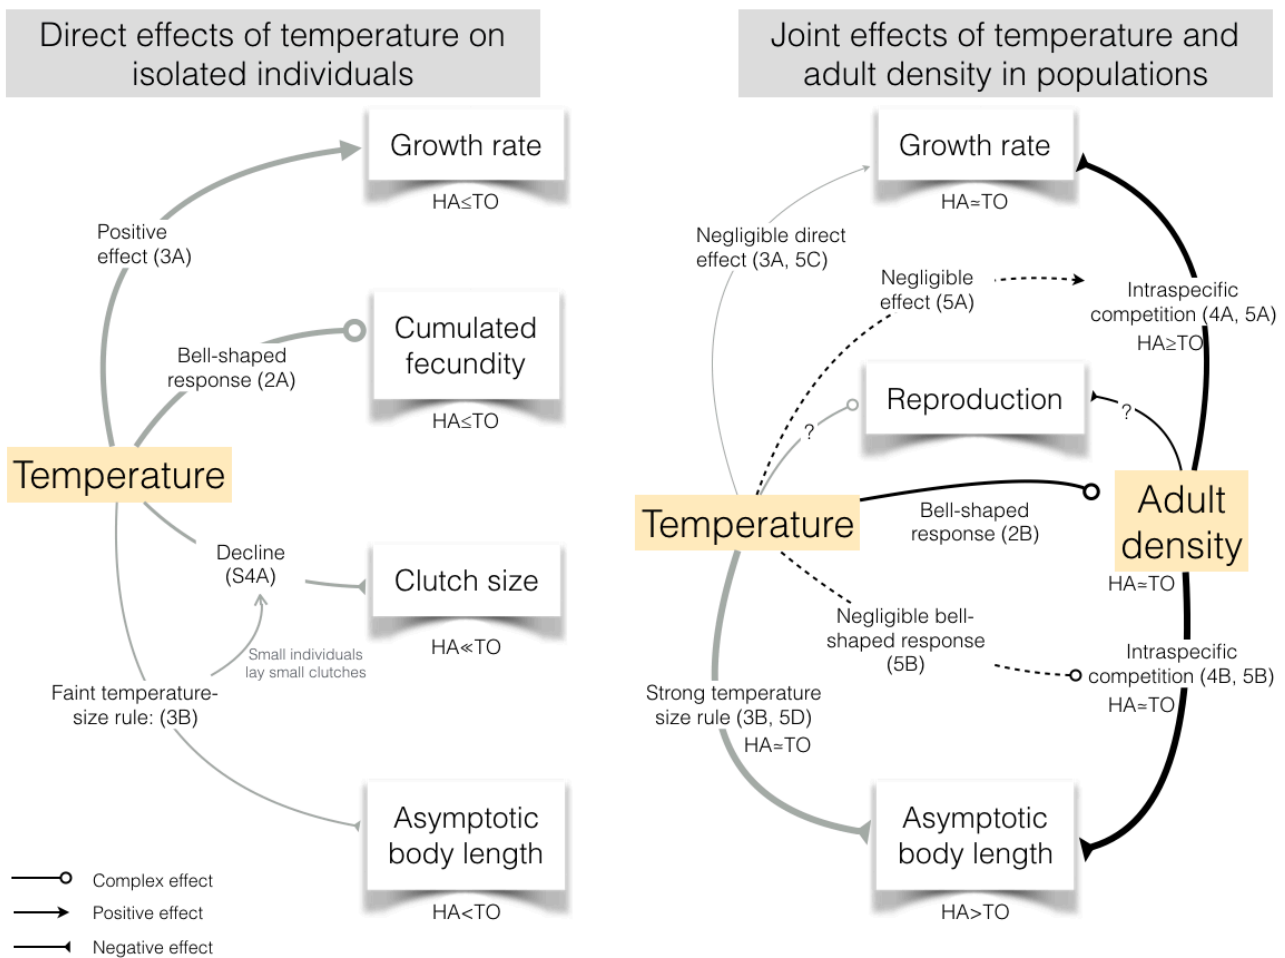 Direct effects of temperature on
isolated individuals
Growth rate
HA≤TO
Positive
effect (3A)
Cumulated
fecundity
HA≤TO
Bell-shaped
response (2A)
Temperature
Decline
(S4A)
Clutch size
HA≪TO
Small individuals
lay small clutches
Faint temperature-
size rule: (3B)
Asymptotic
body length
HA<TO
Complex effect
Positive effect
Negative effect
Joint effects of temperature and
adult density in populations
Growth rate
HA≃TO
Negligible direct
effect (3A, 5C)
Negligible
effect (5A)
Intraspecific
competition (4A, 5A)
HA≥TO
Reproduction
?
?
Temperature
Bell-shaped
response (2B)
Adult
density
HA≃TO
Negligible bell-
shaped response
(5B)
Intraspecific
competition (4B, 5B)
HA≃TO
Strong temperature
size rule (3B, 5D)
HA≃TO
Asymptotic
body length
HA>TO